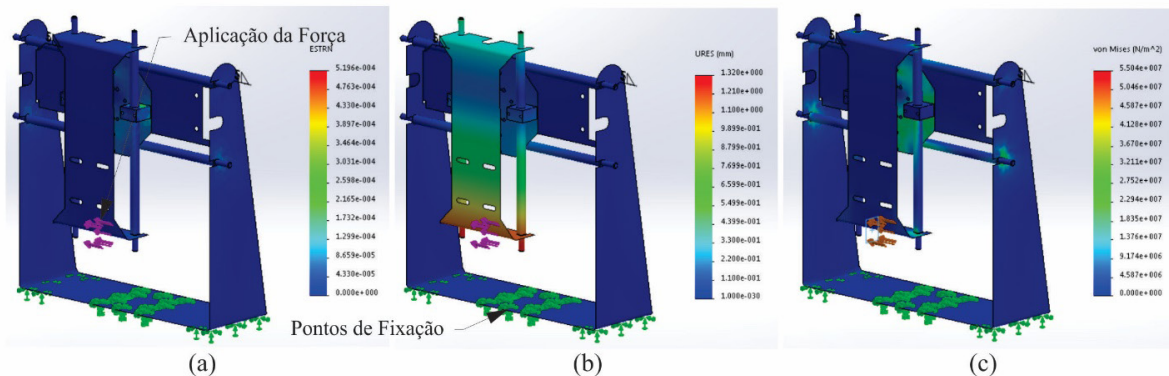 Aplicação da Força
ESTRN
5.196e-004
4.763e-004
4.330e-004
3.897e-004
3.464e-004
3.031e-004
2.598e-004
2.165e-004
1.732e-004
1.299e-004
8.659e-005
4.330e-005
0.000e+000
URES (mm)
1.320e+000
1.210e+000
1.100e+000
9.899e-001
8.799e-001
7.699e-001
6.599e-001
5.499e-001
4.399e-001
3.300e-001
2.200e-001
1.100e-001
1.000e-030
von Mises (N/m^2)
5.504e+007
5.046e+007
4.587e+007
4.128e+007
3.670e+007
3.211e+007
2.752e+007
2.294e+007
1.835e+007
1.376e+007
9.174e+006
4.587e+006
0.000e+000
Pontos de Fixação
(a)
(b)
(c)